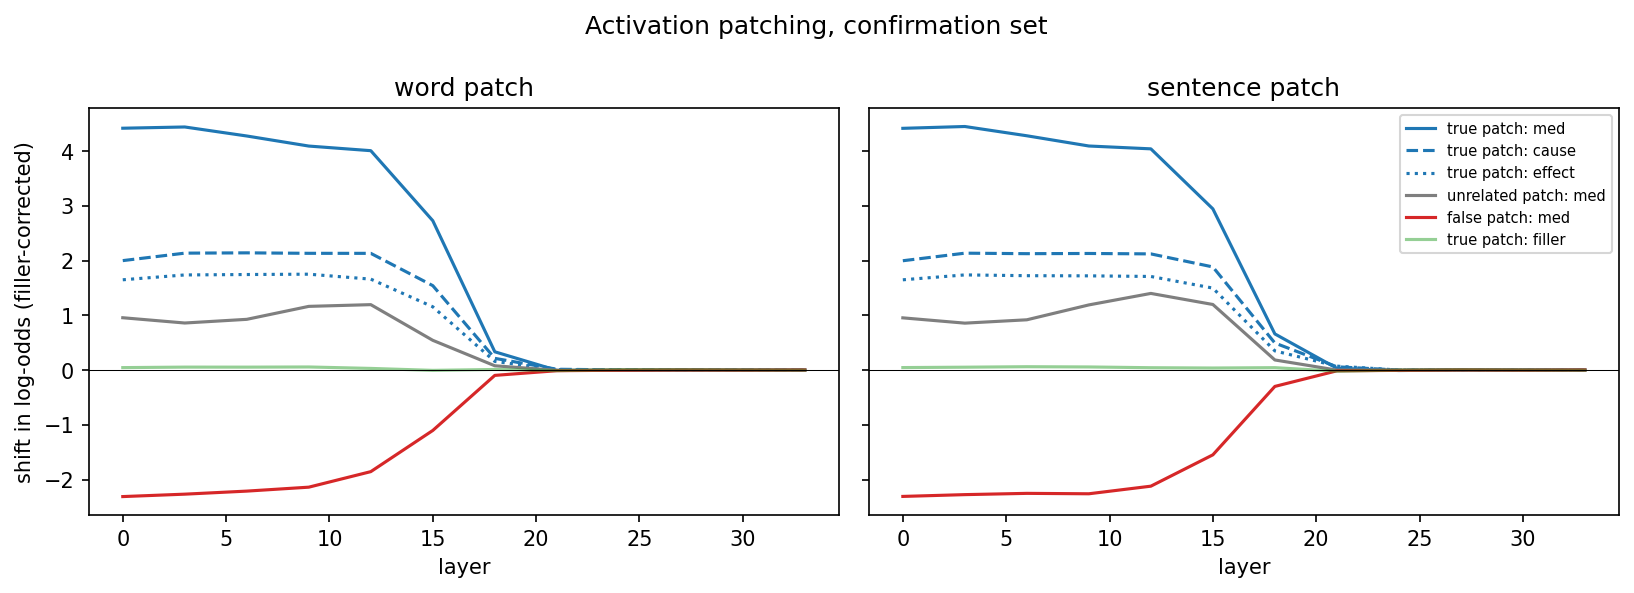 Activation patching, confirmation set
word patch
sentence patch
shift in log-odds (filler-corrected)
4
3
2
1
0
−1
−2
true patch: med
true patch: cause
true patch: effect
unrelated patch: med
false patch: med
true patch: filler
0 5 10 15 20 25 30
0 5 10 15 20 25 30
layer
layer